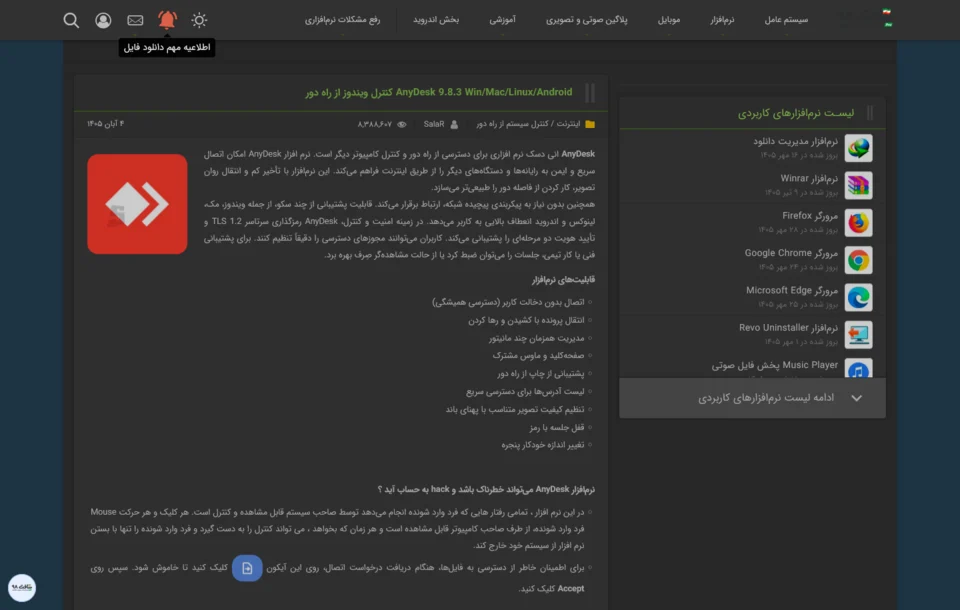 سیستم عامل
نرم‌افزار
موبایل
پلاگین صوتی و تصویری
آموزشی
بخش اندروید
رفع مشکلات نرم‌افزاری
اطلاعیه مهم دانلود فایل
لیست نرم‌افزارهای کاربردی
نرم‌افزار مدیریت دانلود
بروز شده در ۱۶ مهر ۱۴۰۵
نرم‌افزار Winrar
بروز شده در ۹ تیر ۱۴۰۵
مرورگر Firefox
بروز شده در ۲۸ مهر ۱۴۰۵
مرورگر Google Chrome
بروز شده در ۲۴ مهر ۱۴۰۵
مرورگر Microsoft Edge
بروز شده در ۲۵ مهر ۱۴۰۵
نرم‌افزار Revo Uninstaller
بروز شده در ۱ مهر ۱۴۰۵
Music Player پخش فایل صوتی
ادامه لیست نرم‌افزارهای کاربردی
AnyDesk 9.8.3 Win/Mac/Linux/Android کنترل ویندوز از راه دور
اینترنت / کنترل سیستم از راه دور SalaR ۸,۳۸۸,۶۰۷ ۴ آبان ۱۴۰۵
AnyDesk انی دسک نرم افزاری برای دسترسی از راه دور و کنترل کامپیوتر دیگر است. نرم افزار AnyDesk امکان اتصال
سریع و ایمن به رایانه‌ها و دستگاه‌های دیگر را از طریق اینترنت فراهم می‌کند. این نرم‌افزار با تأخیر کم و انتقال روان
تصویر، کار کردن از فاصله دور را طبیعی‌تر می‌سازد.
همچنین بدون نیاز به پیکربندی پیچیده شبکه، ارتباط برقرار می‌کند. قابلیت پشتیبانی از چند سکو، از جمله ویندوز، مک،
لینوکس و اندروید انعطاف بالایی به کاربر می‌دهد. در زمینه امنیت و کنترل، AnyDesk رمزگذاری سرتاسر TLS 1.2 و
تأیید هویت دو مرحله‌ای را پشتیبانی می‌کند. کاربران می‌توانند مجوزهای دسترسی را دقیقاً تنظیم کنند. برای پشتیبانی
فنی یا کار تیمی، جلسات را می‌توان ضبط کرد یا از حالت مشاهده‌گر صِرف بهره برد.
قابلیت‌های نرم‌افزار
اتصال بدون دخالت کاربر (دسترسی همیشگی)
انتقال پرونده با کشیدن و رها کردن
مدیریت همزمان چند مانیتور
صفحه‌کلید و ماوس مشترک
پشتیبانی از چاپ از راه دور
لیست آدرس‌ها برای دسترسی سریع
تنظیم کیفیت تصویر متناسب با پهنای باند
قفل جلسه با رمز
تغییر اندازه خودکار پنجره
نرم‌افزار AnyDesk می‌تواند خطرناک باشد و hack به حساب آید ؟
در این نرم افزار ، تمامی رفتار هایی که فرد وارد شونده انجام می‌دهد توسط صاحب سیستم قابل مشاهده و کنترل است. هر کلیک و هر حرکت Mouse
فرد وارد شونده، از طرف صاحب کامپیوتر قابل مشاهده است و هر زمان که بخواهد ، می تواند کنترل را به دست گیرد و فرد وارد شونده را تنها با بستن
نرم افزار از سیستم خود خارج کند.
برای اطمینان خاطر از دسترسی به فایل‌ها، هنگام دریافت درخواست اتصال، روی این آیکون کلیک کنید تا خاموش شود. سپس روی
Accept کلیک کنید.